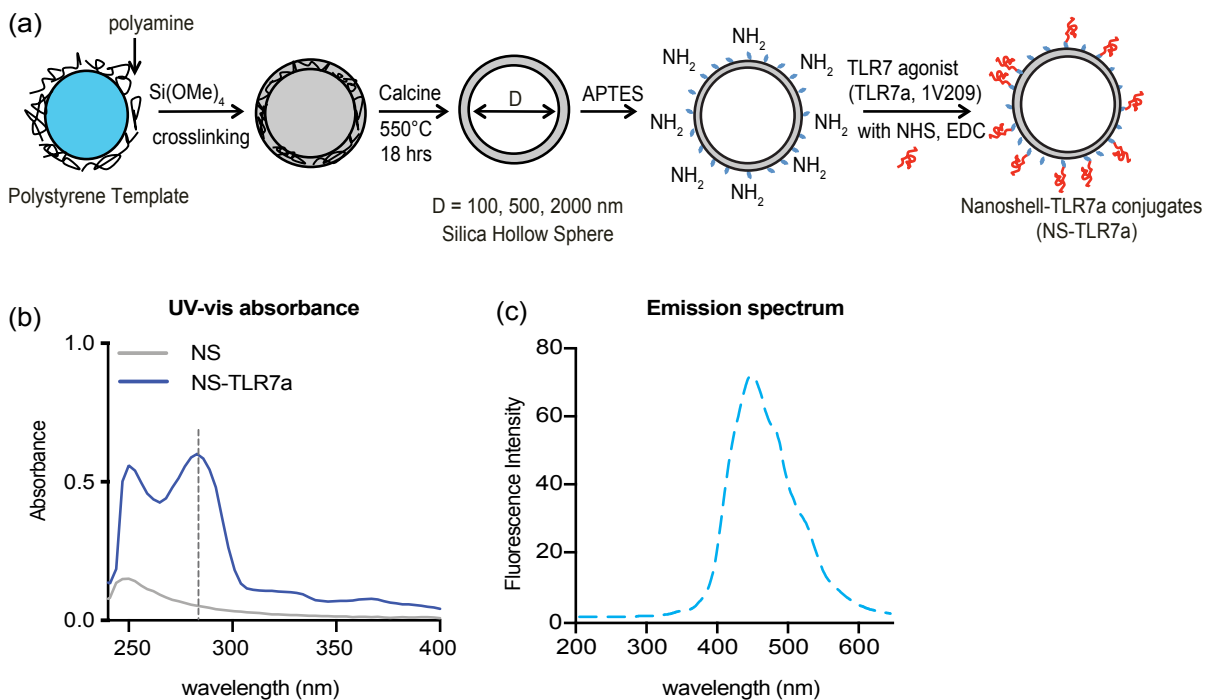 (a)
polyamine
Polystyrene Template
Si(OMe)₄
crosslinking
Calcine
550°C
18 hrs
D
D = 100, 500, 2000 nm
Silica Hollow Sphere
APTES
NH₂
NH₂
NH₂
NH₂
NH₂
NH₂
NH₂
NH₂
NH₂
NH₂
TLR7 agonist
(TLR7a, 1V209)
with NHS, EDC
Nanoshell-TLR7a conjugates
(NS-TLR7a)
(b)
UV-vis absorbance
NS
NS-TLR7a
Absorbance
1.0
0.5
0.0
250
300
350
400
wavelength (nm)
(c)
Emission spectrum
Fluorescence Intensity
80
60
40
20
0
200
300
400
500
600
wavelength (nm)